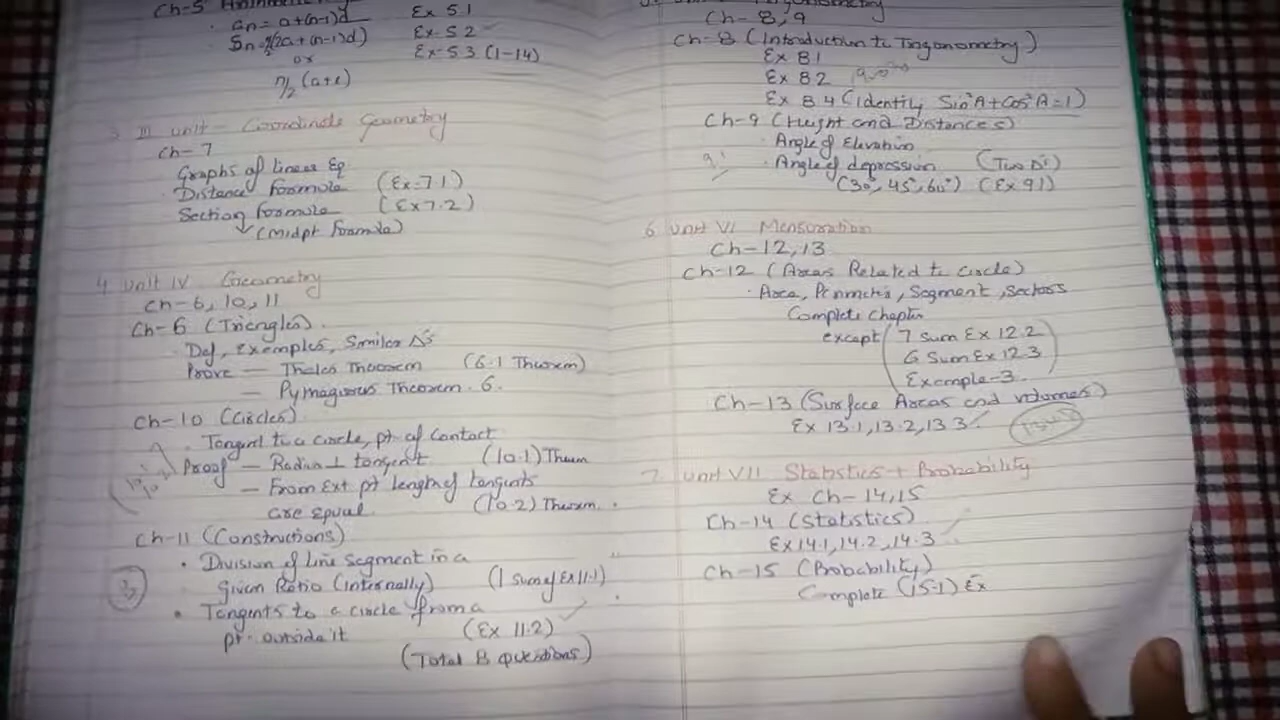 Ch-5
an = a+(n-1)d
Ex 5.1
Sn = n/2(2a+(n-1)d)
Ex 5.2
or
Ex 5.3 (1-14)
n/2 (a+l)
3 III unit - Coordinate Geometry
Ch-7
Graphs of linear Eq.
Distance Formula (Ex-7.1)
Section Formula (Ex 7.2)
(Midpt Formula)
4 Unit IV Geometry
Ch-6, 10, 11
Ch-6 (Triangles).
Def, Exemples, Similar Δs
Prove - Thales Theorem (6.1 Theorem)
- Pymagurous Theorem. 6.
Ch-10 (Circles)
Tangent to a circle, pt. of Contact
Proof - Radius ⊥ tangent (10.1) Theum
- From Ext pt length of tangents
are equal. (10.2) Theorem.
Ch-11 (Constructions)
• Division of line segment in a
Given Ratio (internally) (1 sum of Ex 11.1)
3
• Tangents to a circle from a
pt. outside it (Ex 11.2)
(Total 8 questions)
Ch-8,9
Ch-8 (Introduction to Trigonometry)
Ex 8.1
Ex 8.2
Ex 8.4 (Identity Sin²A+Cos²A=1)
Ch-9 (Height and Distances)
· Angle of Elevation
· Angle of depression (Two Δs)
(30°, 45°, 60°) (Ex 9.1)
6 unit VI Mensuration
Ch-12,13
Ch-12 (Areas Related to circle)
· Area, Perimeter, Segment, Sectors
Complete Chapter
except (7 sum Ex 12.2
6 Sum Ex 12.3
Example-3.)
Ch-13 (Surface Areas and volumes)
Ex 13.1, 13.2, 13.3
7 unit VII Statistics + Probability
Ex Ch-14,15
Ch-14 (Statistics)
Ex 14.1, 14.2, 14.3
Ch-15 (Probability)
Complete (15.1) Ex